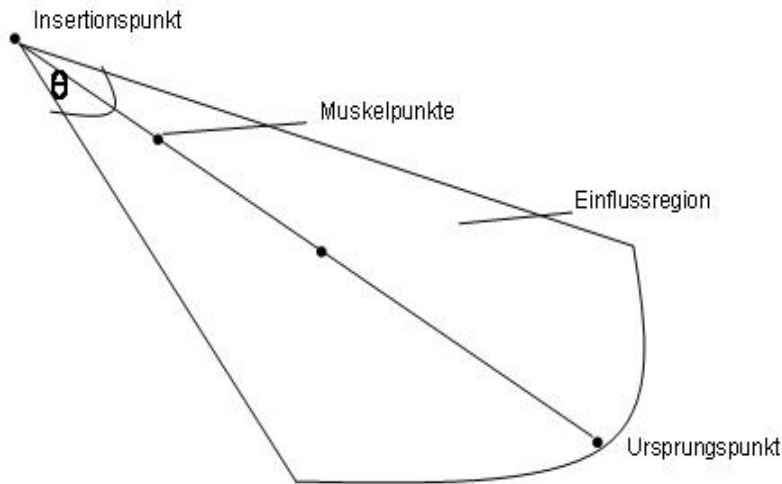 Insertionspunkt
θ
Muskelpunkte
Einflussregion
Ursprungspunkt